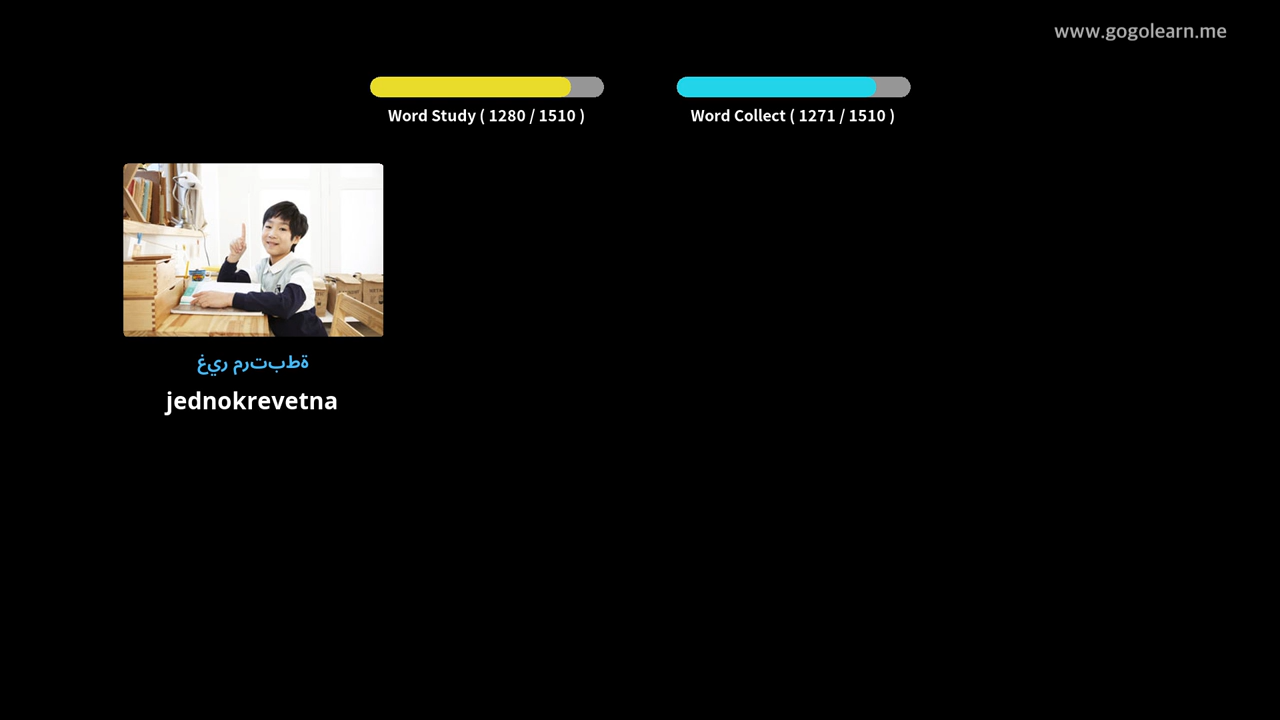 www.gogolearn.me
Word Study ( 1280 / 1510 )
Word Collect ( 1271 / 1510 )
غير مرتبطة
jednokrevetna